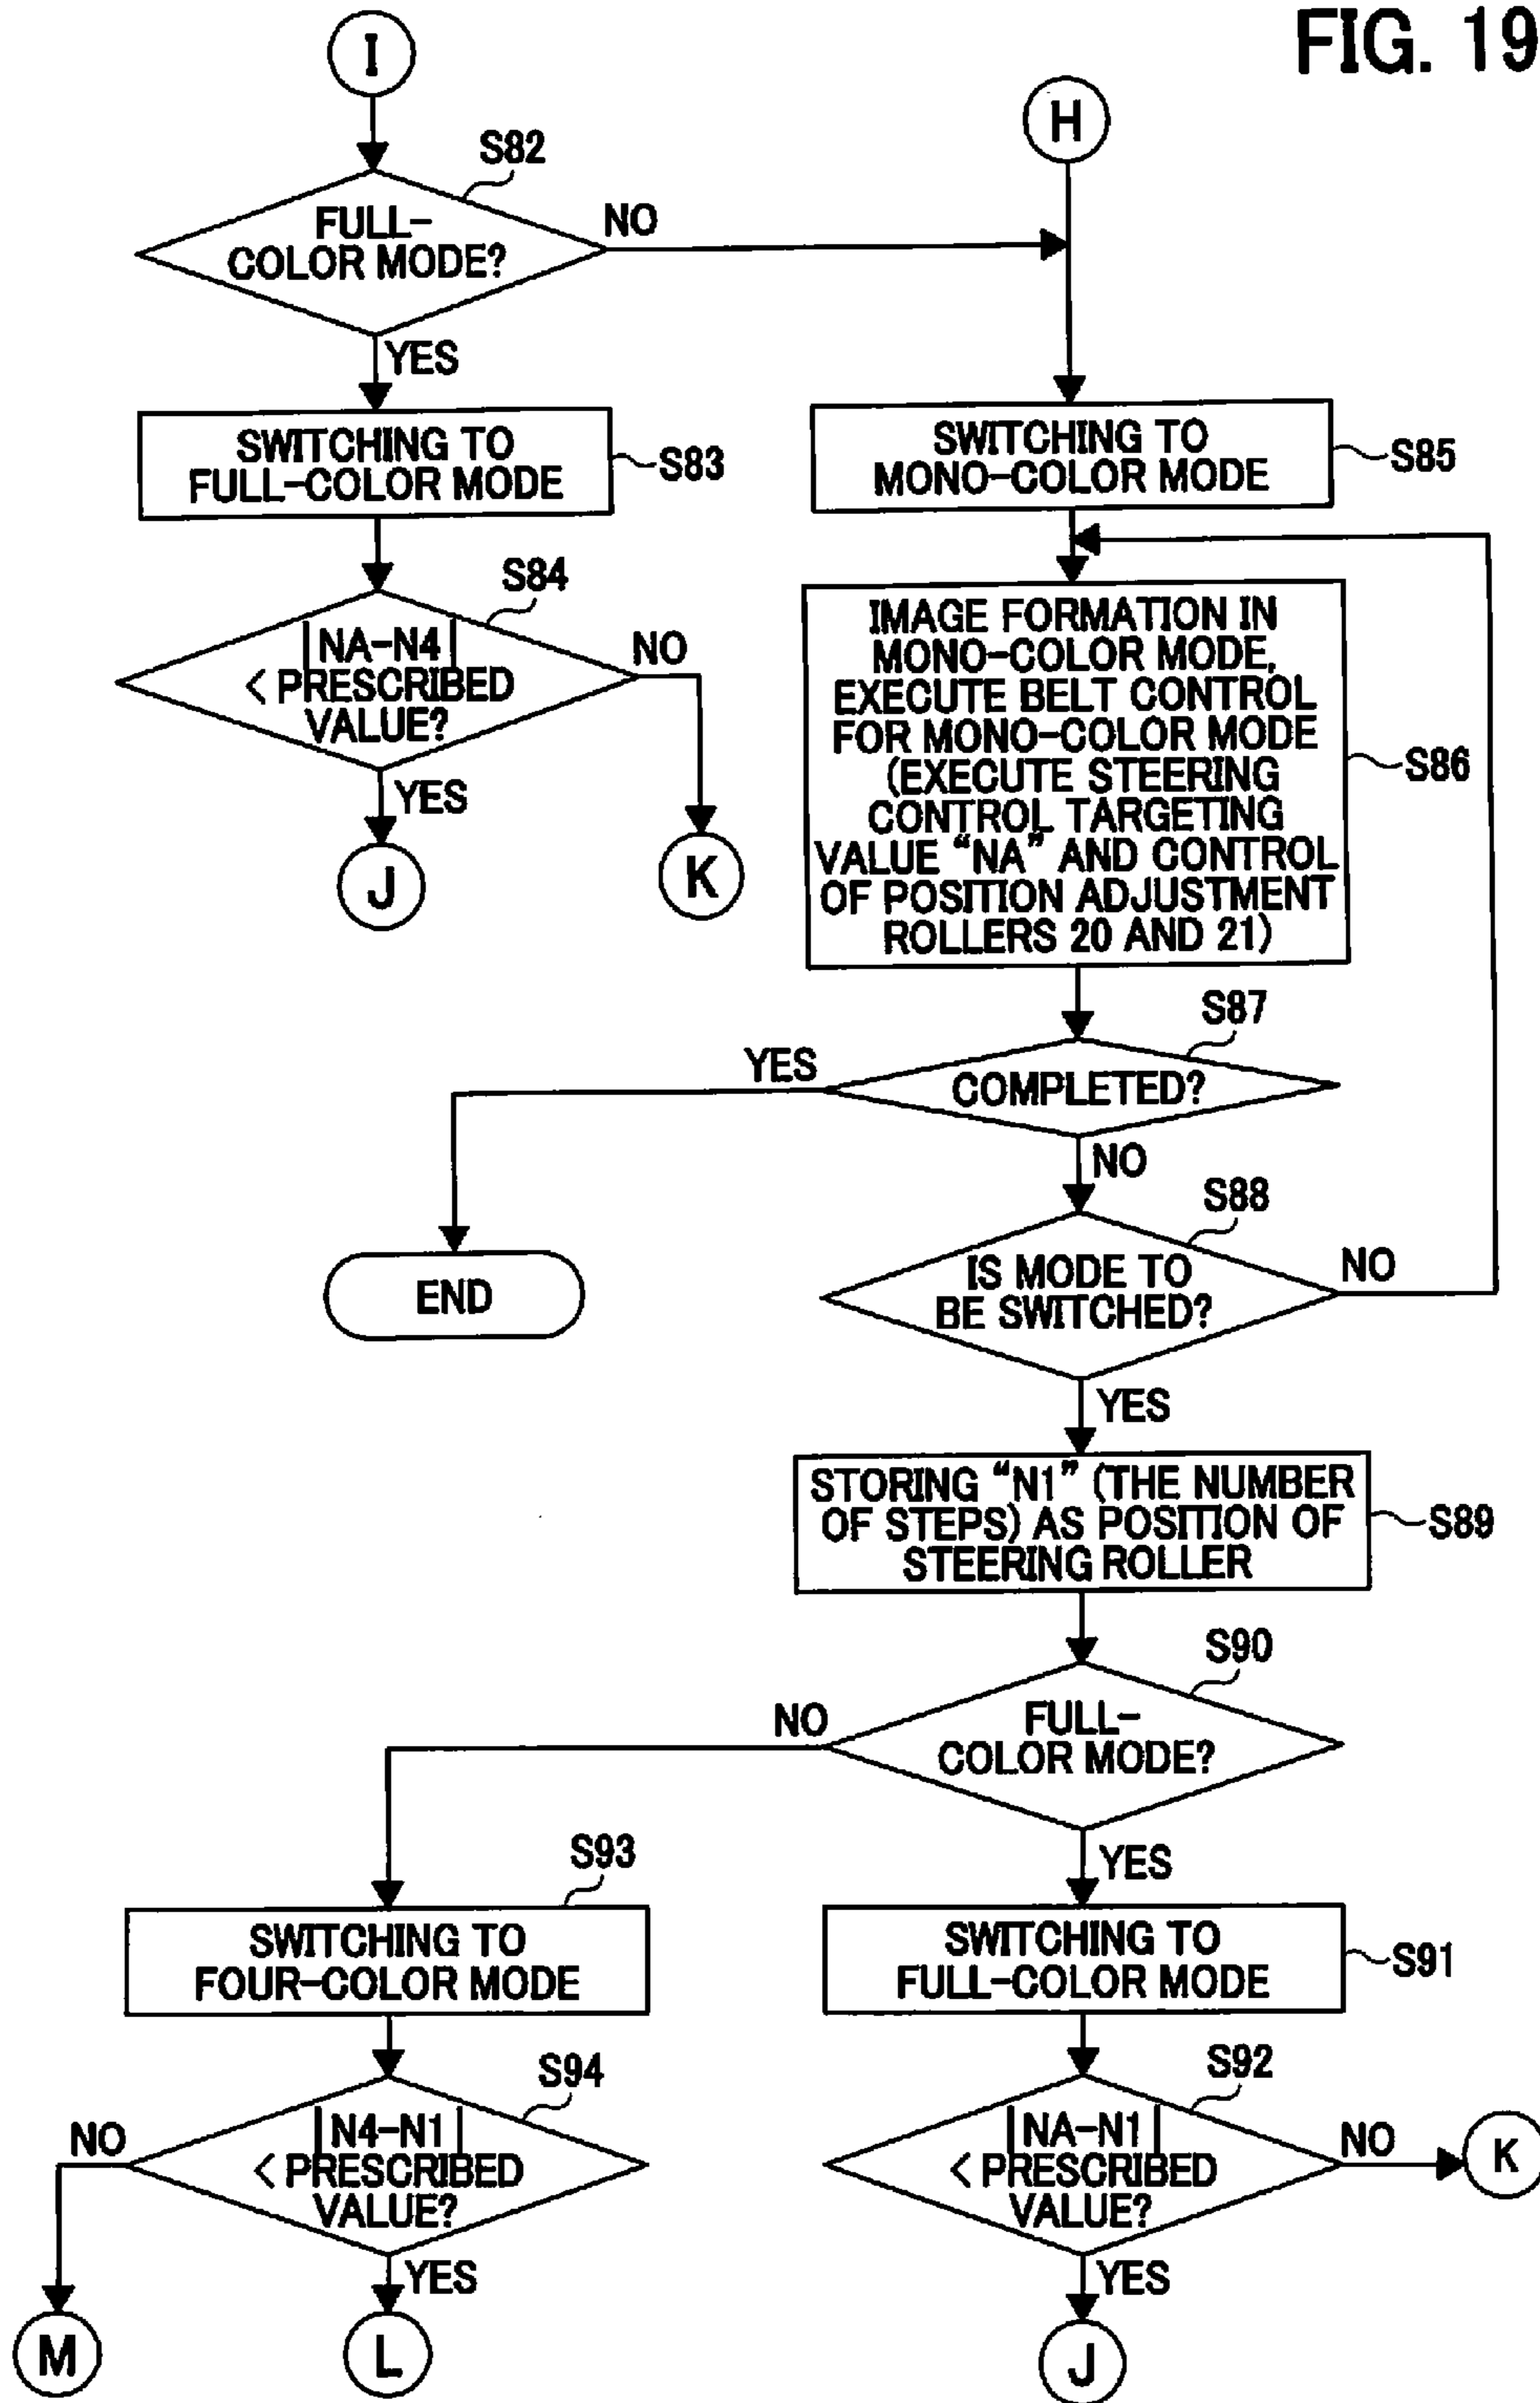 FIG. 19
I
H
S82
FULL-
COLOR MODE?
NO
YES
SWITCHING TO
FULL-COLOR MODE
S83
SWITCHING TO
MONO-COLOR MODE
S85
S84
|NA-N4|
< PRESCRIBED
VALUE?
NO
YES
J
K
IMAGE FORMATION IN
MONO-COLOR MODE,
EXECUTE BELT CONTROL
FOR MONO-COLOR MODE
(EXECUTE STEERING
CONTROL TARGETING
VALUE “NA” AND CONTROL
OF POSITION ADJUSTMENT
ROLLERS 20 AND 21)
S86
S87
COMPLETED?
YES
NO
END
S88
IS MODE TO
BE SWITCHED?
NO
YES
STORING “N1” (THE NUMBER
OF STEPS) AS POSITION OF
STEERING ROLLER
S89
S90
FULL-
COLOR MODE?
NO
YES
S93
SWITCHING TO
FOUR-COLOR MODE
SWITCHING TO
FULL-COLOR MODE
S91
S94
|N4-N1|
< PRESCRIBED
VALUE?
NO
YES
M
L
S92
|NA-N1|
< PRESCRIBED
VALUE?
NO
K
YES
J